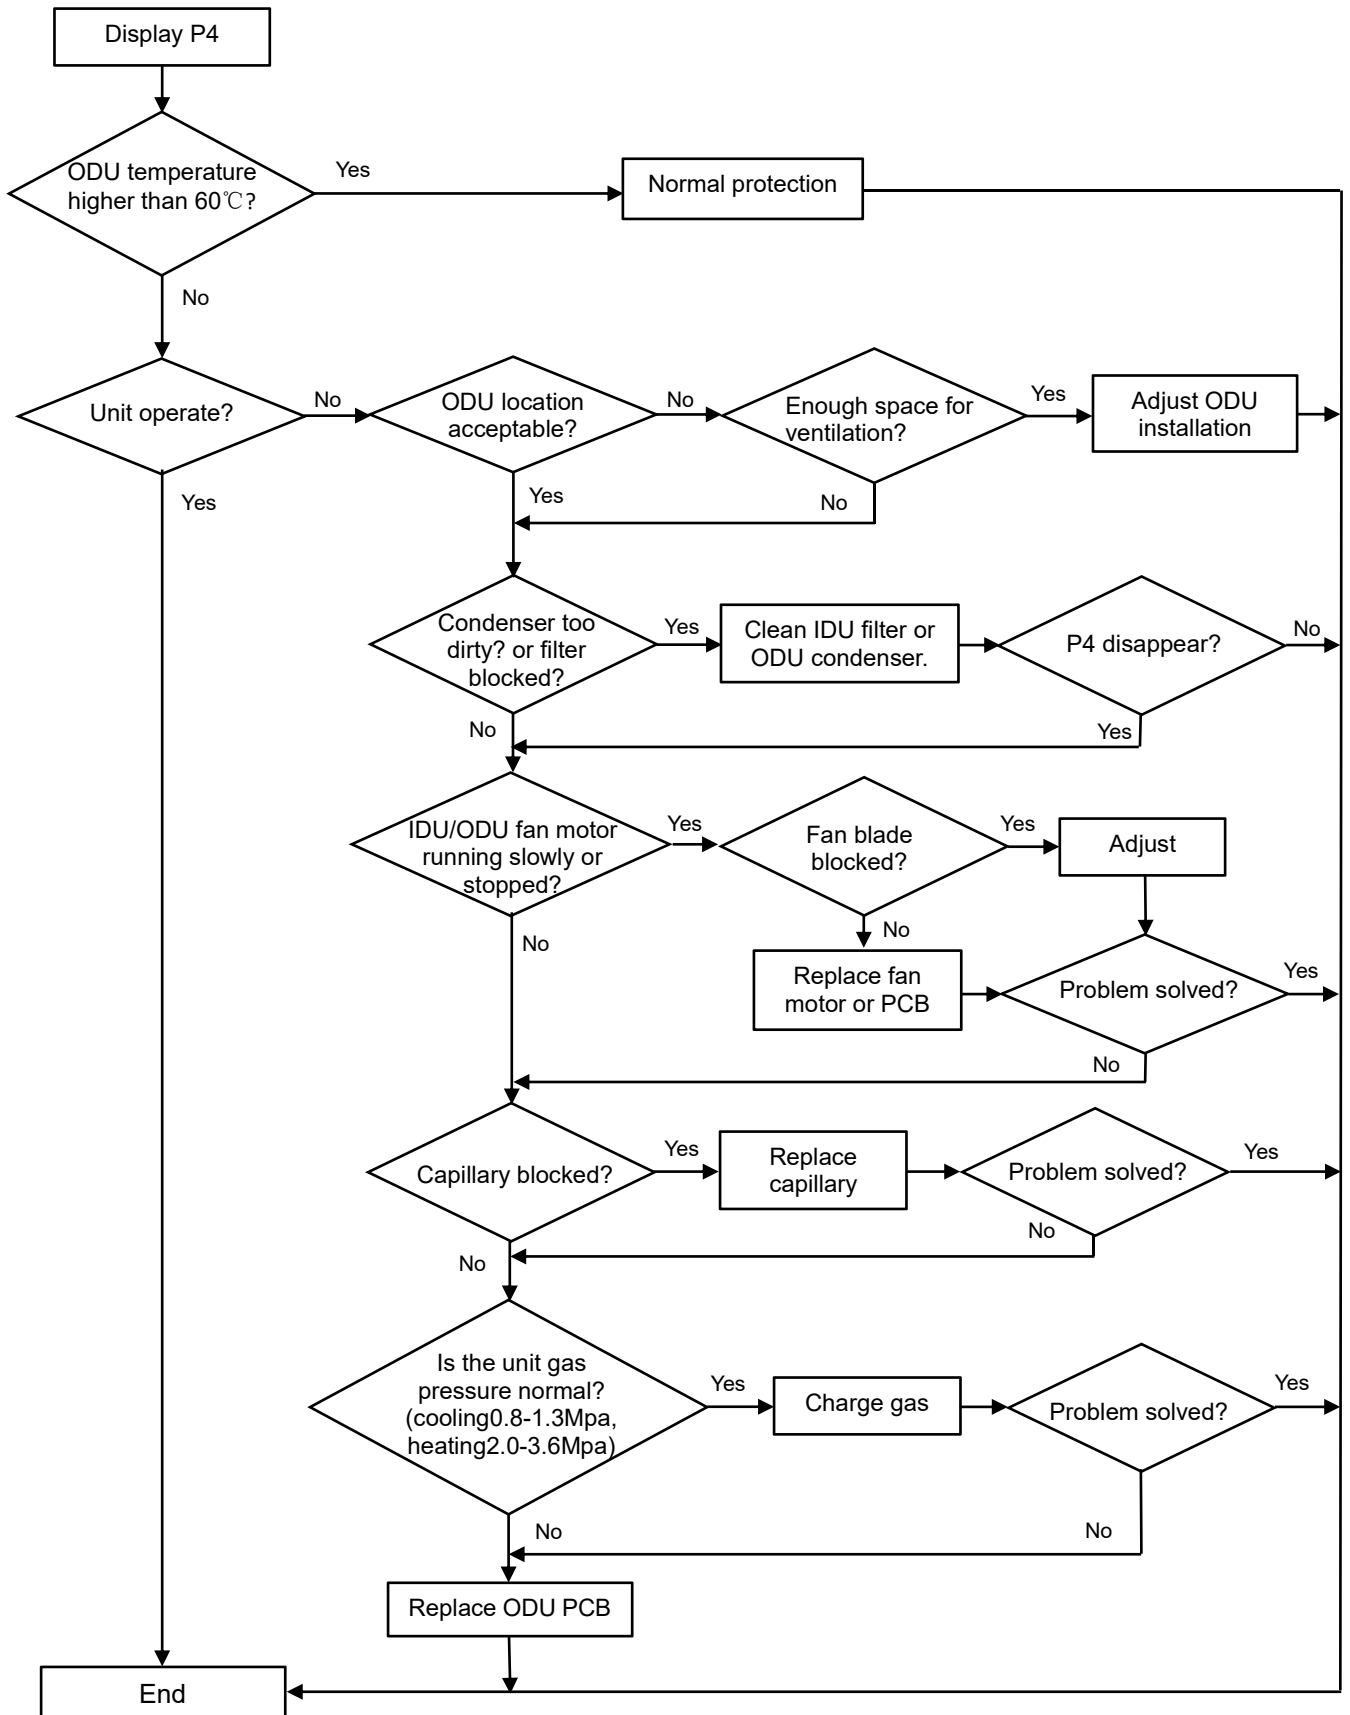 Display P4
ODU temperature
higher than 60℃?
Yes
Normal protection
No
Unit operate?
No
ODU location
acceptable?
No
Enough space for
ventilation?
Yes
Adjust ODU
installation
Yes
Yes
No
Condenser too
dirty? or filter
blocked?
Yes
Clean IDU filter or
ODU condenser.
P4 disappear?
No
No
Yes
IDU/ODU fan motor
running slowly or
stopped?
Yes
Fan blade
blocked?
Yes
Adjust
No
No
Replace fan
motor or PCB
Problem solved?
Yes
No
Capillary blocked?
Yes
Replace
capillary
Problem solved?
Yes
No
No
Is the unit gas
pressure normal?
(cooling0.8-1.3Mpa,
heating2.0-3.6Mpa)
Yes
Charge gas
Problem solved?
Yes
No
No
Replace ODU PCB
End